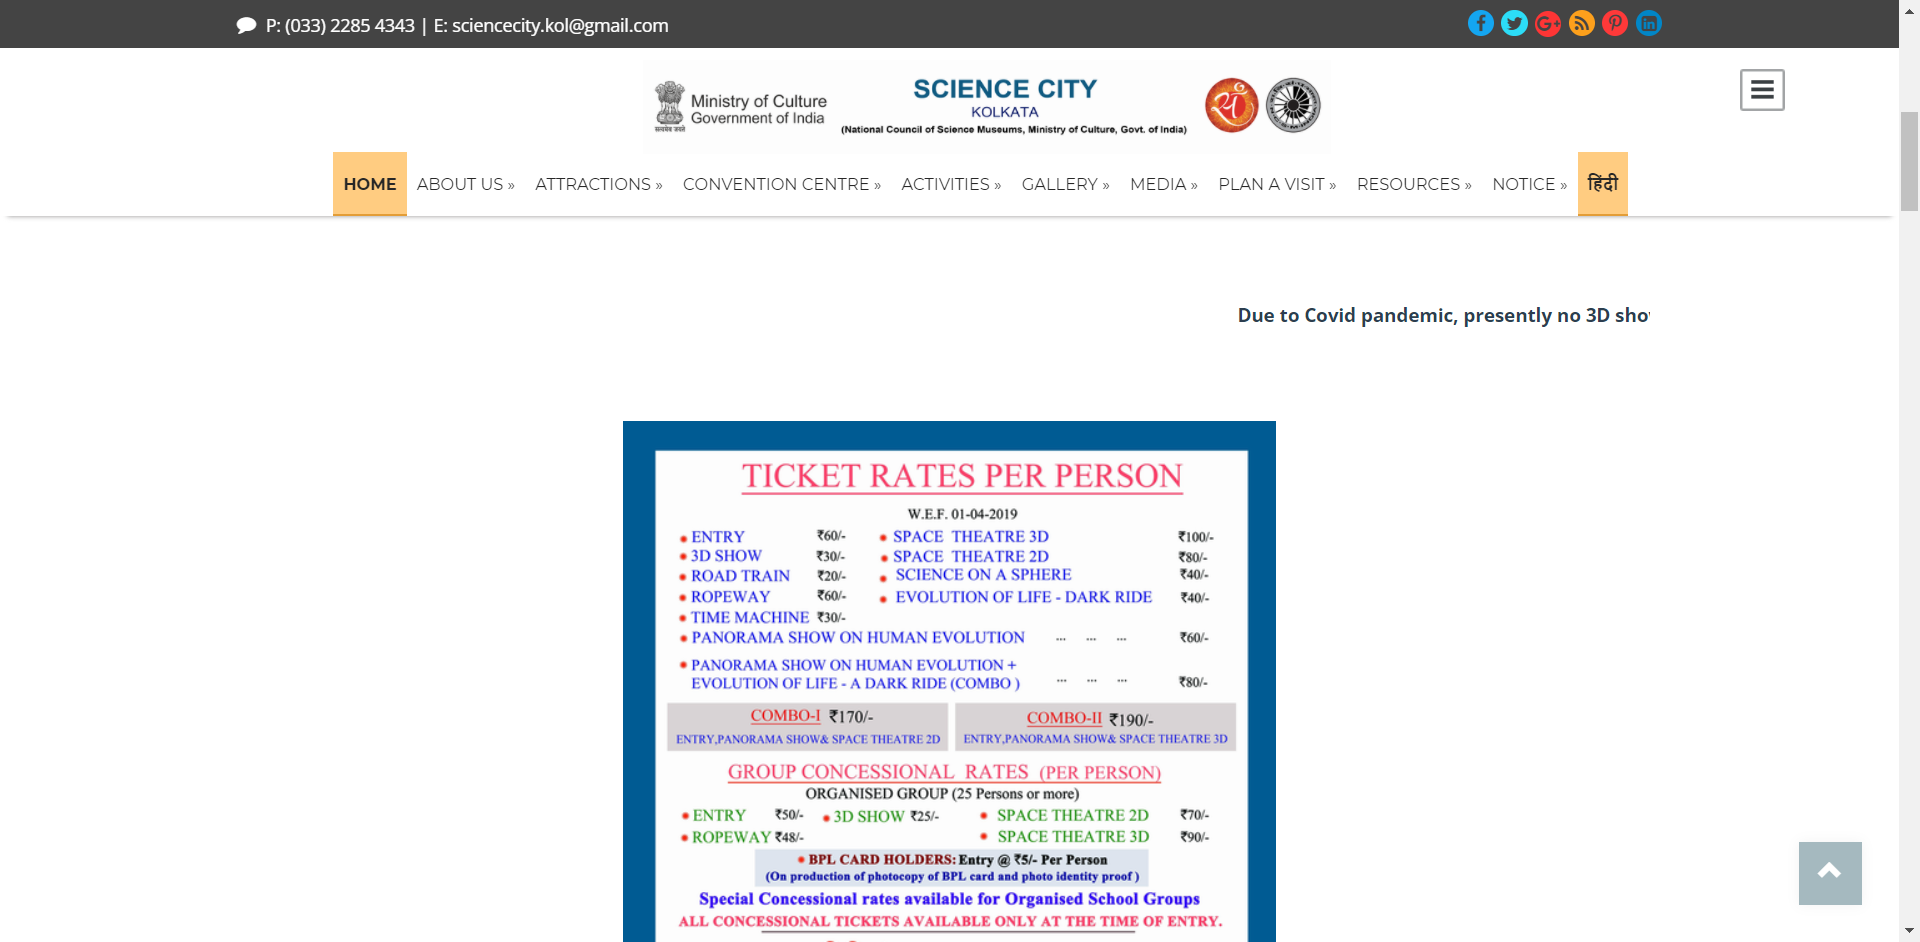 P: (033) 2285 4343 | E: sciencecity.kol@gmail.com
सत्यमेव जयते
Ministry of Culture
Government of India
SCIENCE CITY
KOLKATA
(National Council of Science Museums, Ministry of Culture, Govt. of India)
HOME ABOUT US » ATTRACTIONS » CONVENTION CENTRE » ACTIVITIES » GALLERY » MEDIA » PLAN A VISIT » RESOURCES » NOTICE » हिंदी
Due to Covid pandemic, presently no 3D sho
TICKET RATES PER PERSON
W.E.F. 01-04-2019
ENTRY ₹60/- SPACE THEATRE 3D ₹100/-
3D SHOW ₹30/- SPACE THEATRE 2D ₹80/-
ROAD TRAIN ₹20/- SCIENCE ON A SPHERE ₹40/-
ROPEWAY ₹60/- EVOLUTION OF LIFE - DARK RIDE ₹40/-
TIME MACHINE ₹30/-
PANORAMA SHOW ON HUMAN EVOLUTION ... ... ... ₹60/-
PANORAMA SHOW ON HUMAN EVOLUTION +
EVOLUTION OF LIFE - A DARK RIDE (COMBO ) ... ... ... ₹80/-
COMBO-I ₹170/-
ENTRY,PANORAMA SHOW& SPACE THEATRE 2D
COMBO-II ₹190/-
ENTRY,PANORAMA SHOW& SPACE THEATRE 3D
GROUP CONCESSIONAL RATES (PER PERSON)
ORGANISED GROUP (25 Persons or more)
ENTRY ₹50/- 3D SHOW ₹25/- SPACE THEATRE 2D ₹70/-
ROPEWAY ₹48/- SPACE THEATRE 3D ₹90/-
BPL CARD HOLDERS: Entry @ ₹5/- Per Person
(On production of photocopy of BPL card and photo identity proof )
Special Concessional rates available for Organised School Groups
ALL CONCESSIONAL TICKETS AVAILABLE ONLY AT THE TIME OF ENTRY.